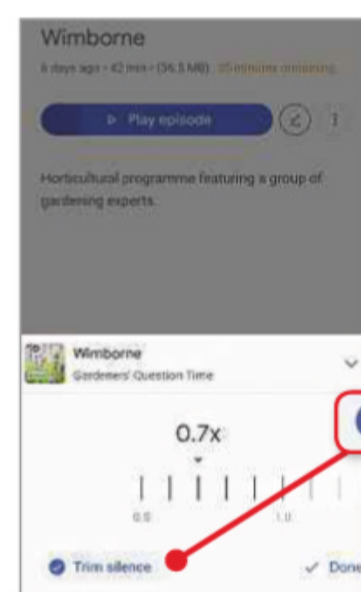 Wimborne
6 days ago • 42 min • (36.5 MB) 35 minutes remaining
Play episode
Horticultural programme featuring a group of
gardening experts.
Wimborne
Gardeners' Question Time
0.7x
0.5 1.0
Trim silence Done